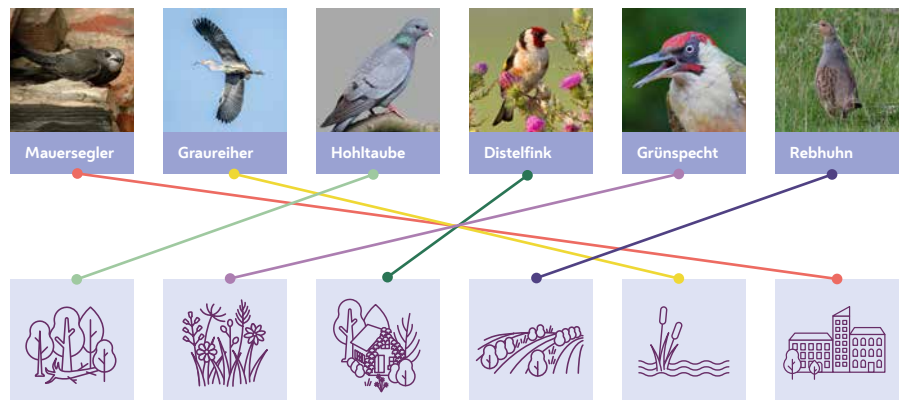 Mauersegler
Graureiher
Hohltaube
Distelfink
Grünspecht
Rebhuhn